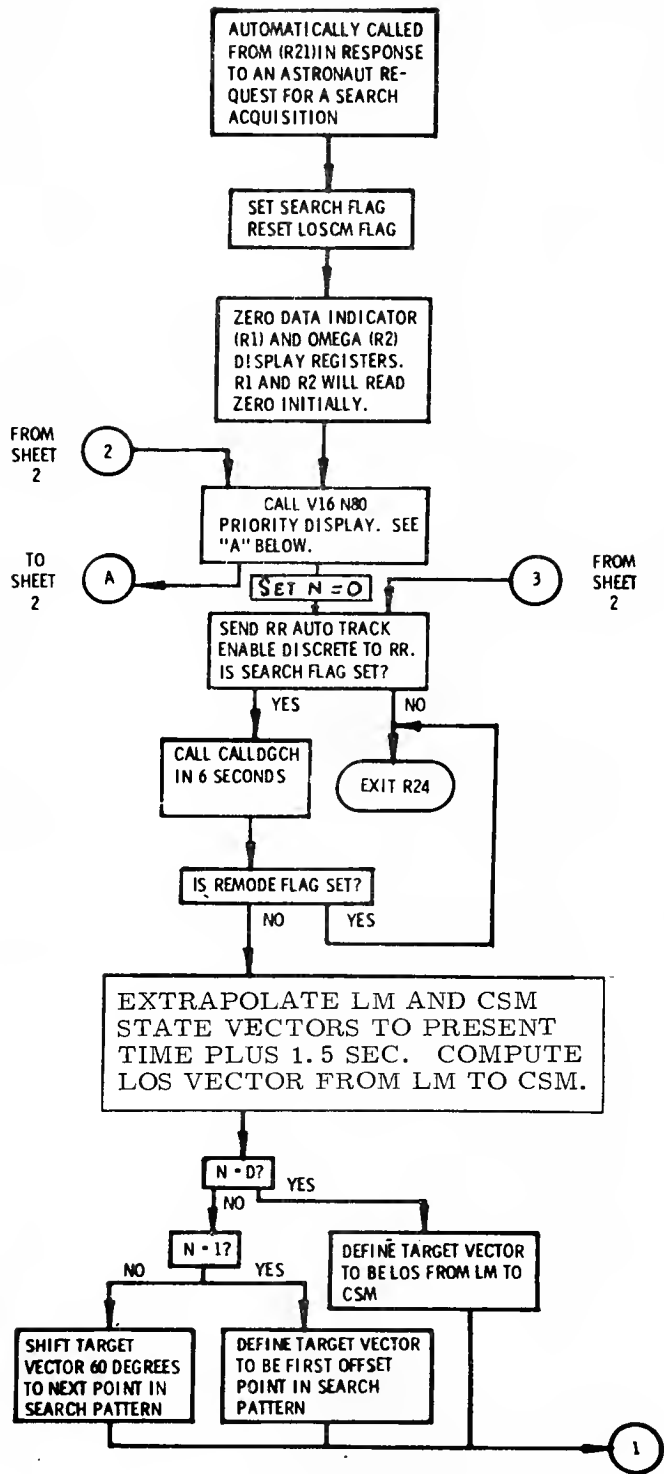 AUTOMATICALLY CALLED
FROM (R21)IN RESPONSE
TO AN ASTRONAUT RE-
QUEST FOR A SEARCH
ACQUISITION
SET SEARCH FLAG
RESET LOSCM FLAG
ZERO DATA INDICATOR
(R1) AND OMEGA (R2)
DISPLAY REGISTERS.
R1 AND R2 WILL READ
ZERO INITIALLY.
FROM
SHEET
2
2
CALL V16 N80
PRIORITY DISPLAY. SEE
"A" BELOW.
TO
SHEET
2
A
SET N = 0
3
FROM
SHEET
2
SEND RR AUTO TRACK
ENABLE DISCRETE TO RR.
IS SEARCH FLAG SET?
YES
NO
CALL CALLDGCH
IN 6 SECONDS
EXIT R24
IS REMODE FLAG SET?
NO
YES
EXTRAPOLATE LM AND CSM
STATE VECTORS TO PRESENT
TIME PLUS 1.5 SEC. COMPUTE
LOS VECTOR FROM LM TO CSM.
N = D?
YES
NO
N = 1?
DEFINE TARGET VECTOR
TO BE LOS FROM LM TO
CSM
NO
YES
SHIFT TARGET
VECTOR 60 DEGREES
TO NEXT POINT IN
SEARCH PATTERN
DEFINE TARGET VECTOR
TO BE FIRST OFFSET
POINT IN SEARCH
PATTERN
1